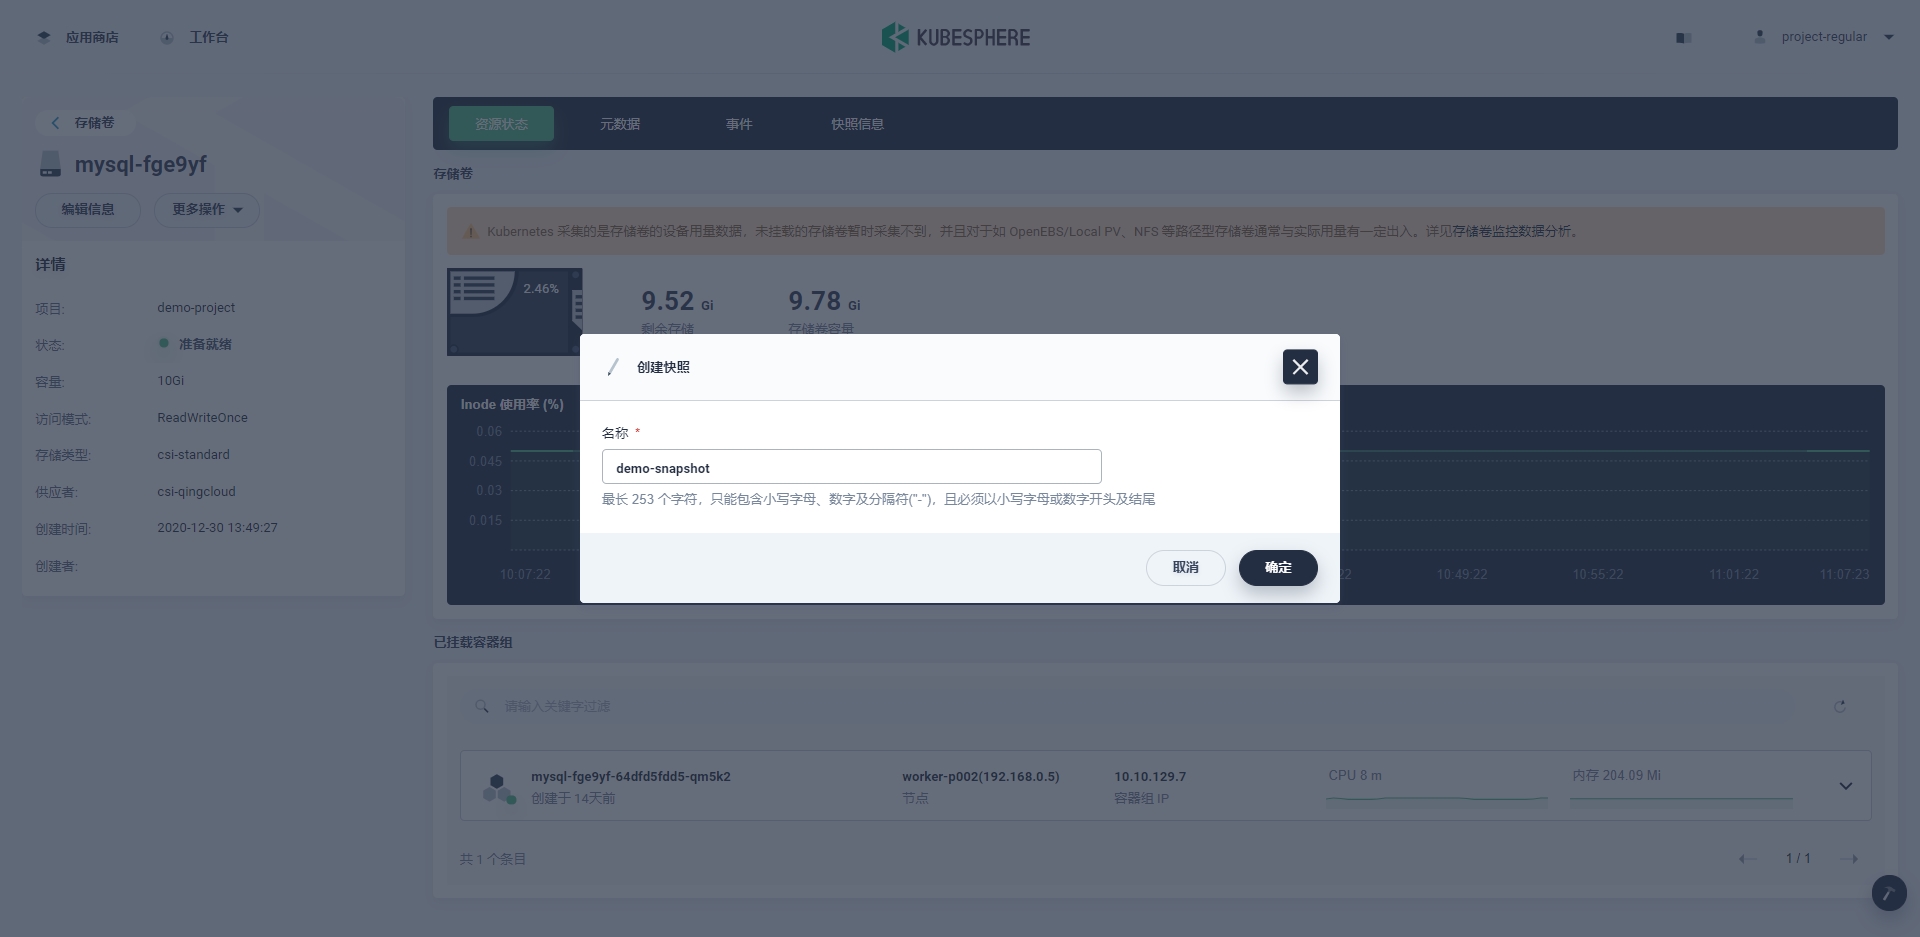 应用商店
工作台
KUBESPHERE
project-regular
存储卷
mysql-fge9yf
编辑信息
更多操作
详情
项目:
demo-project
状态:
准备就绪
容量:
10Gi
访问模式:
ReadWriteOnce
存储类型:
csi-standard
供应者:
csi-qingcloud
创建时间:
2020-12-30 13:49:27
创建者:
资源状态
元数据
事件
快照信息
存储卷
Kubernetes 采集的是存储卷的设备用量数据，未挂载的存储卷暂时采集不到，并且对于如 OpenEBS/Local PV、NFS 等路径型存储卷通常与实际用量有一定出入。详见存储卷监控数据分析。
2.46%
9.52 Gi
剩余存储
9.78 Gi
存储卷容量
Inode 使用率 (%)
0.06
0.045
0.03
0.015
10:07:22
22
10:49:22
10:55:22
11:01:22
11:07:23
创建快照
名称 *
demo-snapshot
最长 253 个字符，只能包含小写字母、数字及分隔符("-")，且必须以小写字母或数字开头及结尾
取消
确定
已挂载容器组
请输入关键字过滤
mysql-fge9yf-64dfd5fdd5-qm5k2
创建于 14天前
worker-p002(192.168.0.5)
节点
10.10.129.7
容器组 IP
CPU 8 m
内存 204.09 Mi
共 1 个条目
1 / 1